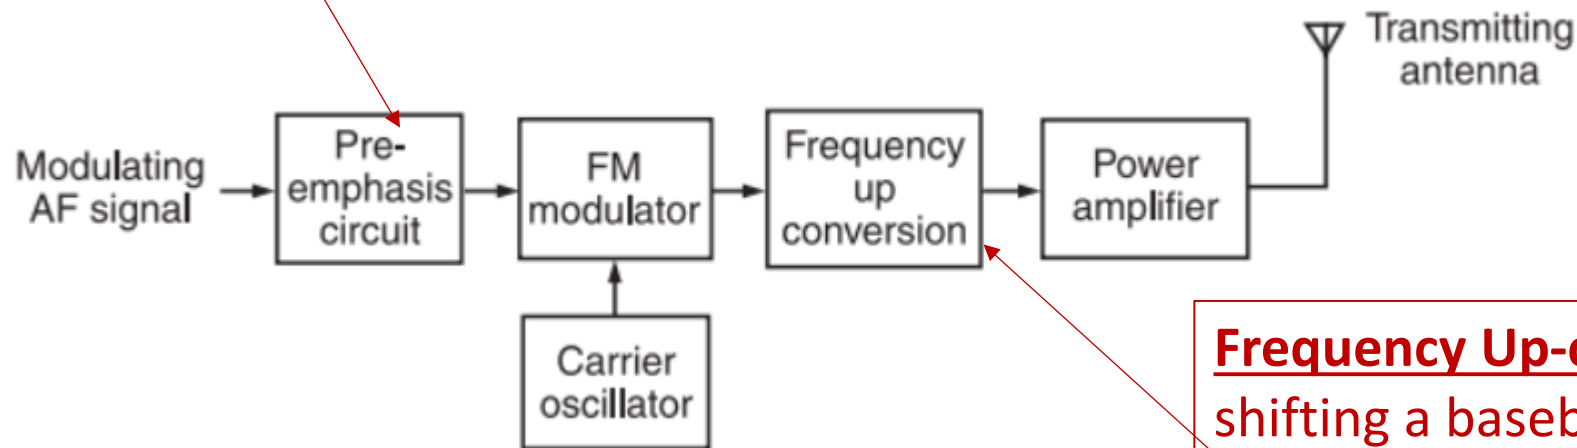 Transmitting
antenna
Modulating
AF signal
Pre-
emphasis
circuit
FM
modulator
Frequency
up
conversion
Power
amplifier
Carrier
oscillator
Frequency Up-
shifting a baseb